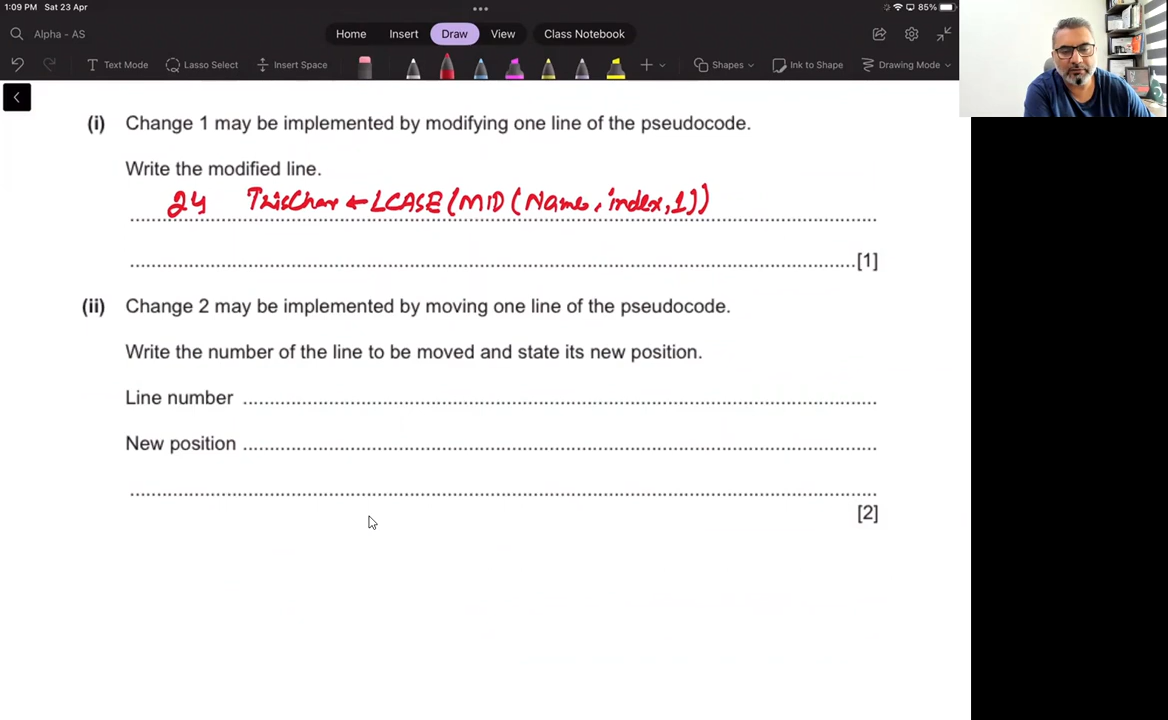 1:09 PM Sat 23 Apr
85%
Alpha - AS
Home Insert Draw View Class Notebook
Text Mode Lasso Select Insert Space Shapes Ink to Shape Drawing Mode
(i) Change 1 may be implemented by modifying one line of the pseudocode.
Write the modified line.
24 ThisChar ← LCASE(MID(Name, index,1))
[1]
(ii) Change 2 may be implemented by moving one line of the pseudocode.
Write the number of the line to be moved and state its new position.
Line number
New position
[2]